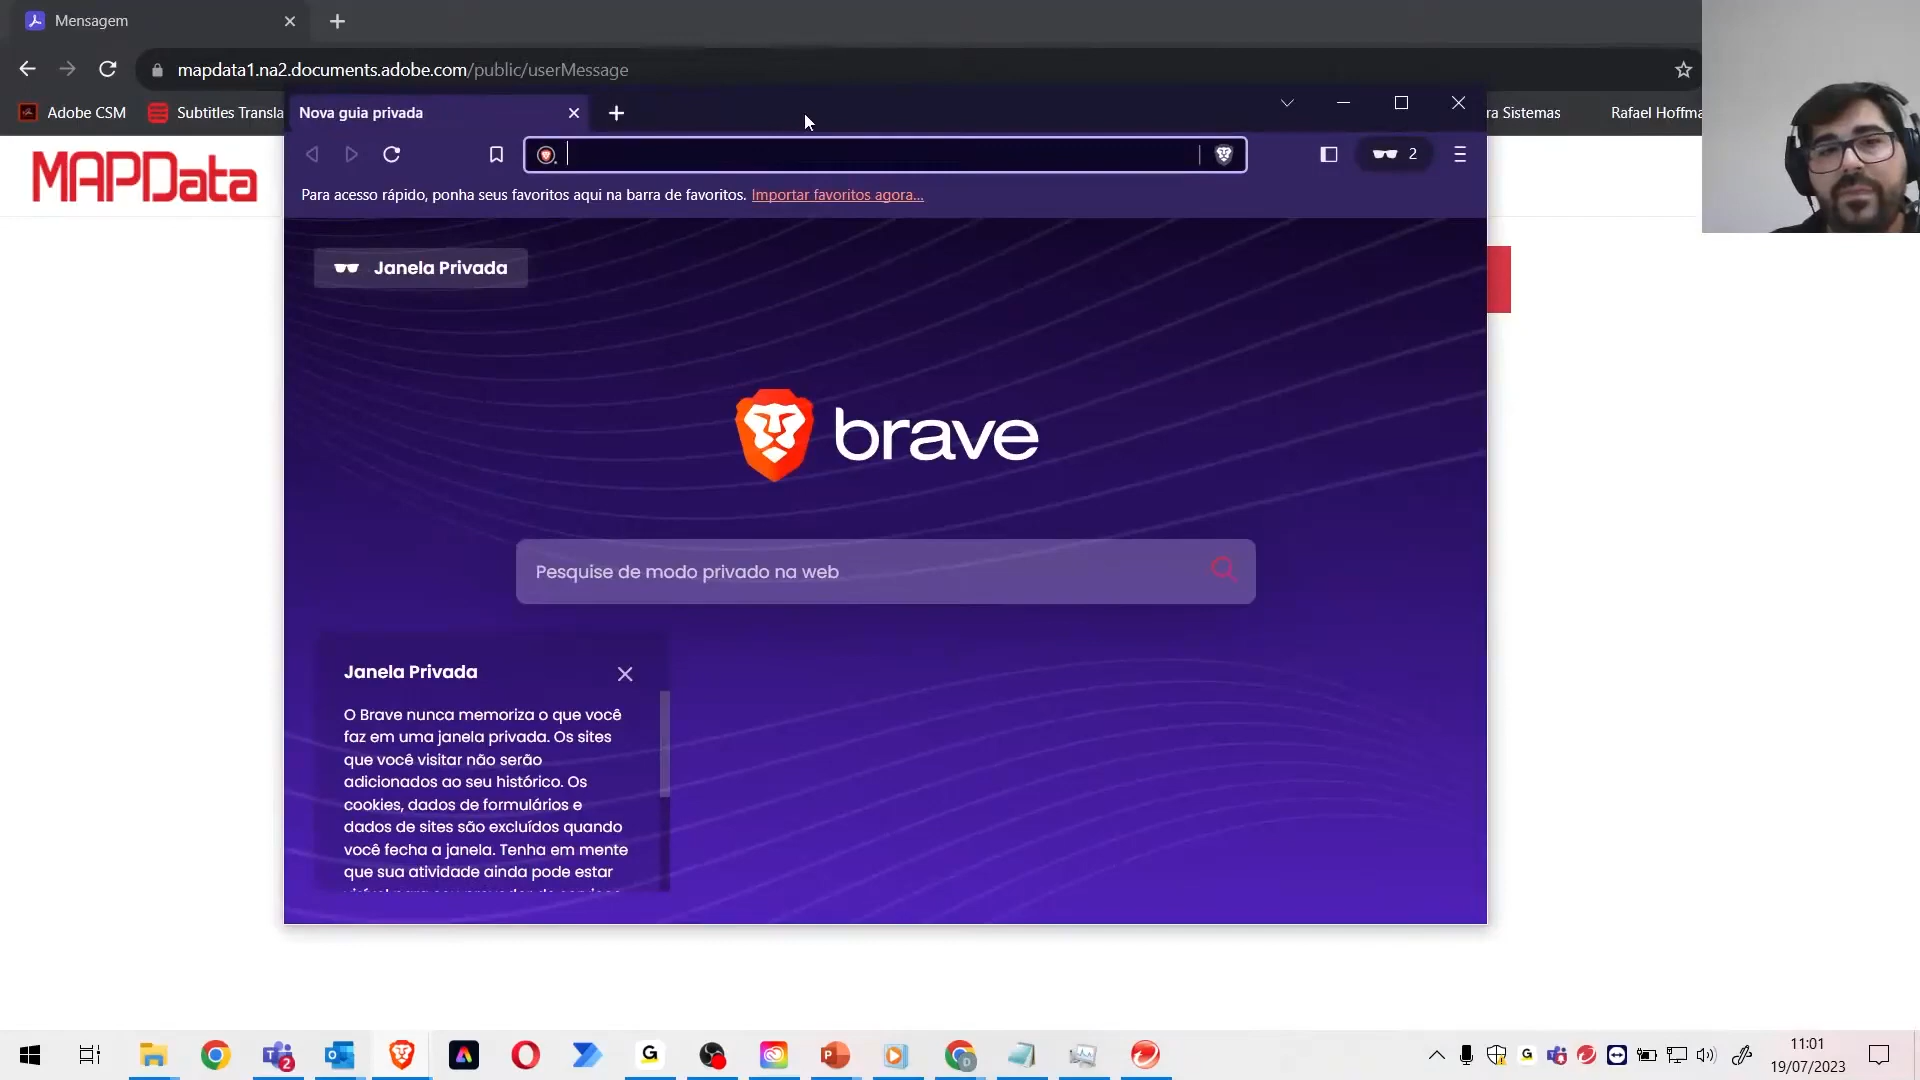 Mensagem
mapdata1.na2.documents.adobe.com/public/userMessage
Adobe CSM
Subtitles Transla
ra Sistemas
Rafael Hoffma
MAPData
Nova guia privada
2
Para acesso rápido, ponha seus favoritos aqui na barra de favoritos. Importar favoritos agora...
Janela Privada
brave
Pesquise de modo privado na web
Janela Privada
O Brave nunca memoriza o que você
faz em uma janela privada. Os sites
que você visitar não serão
adicionados ao seu histórico. Os
cookies, dados de formulários e
dados de sites são excluídos quando
você fecha a janela. Tenha em mente
que sua atividade ainda pode estar
11:01
19/07/2023